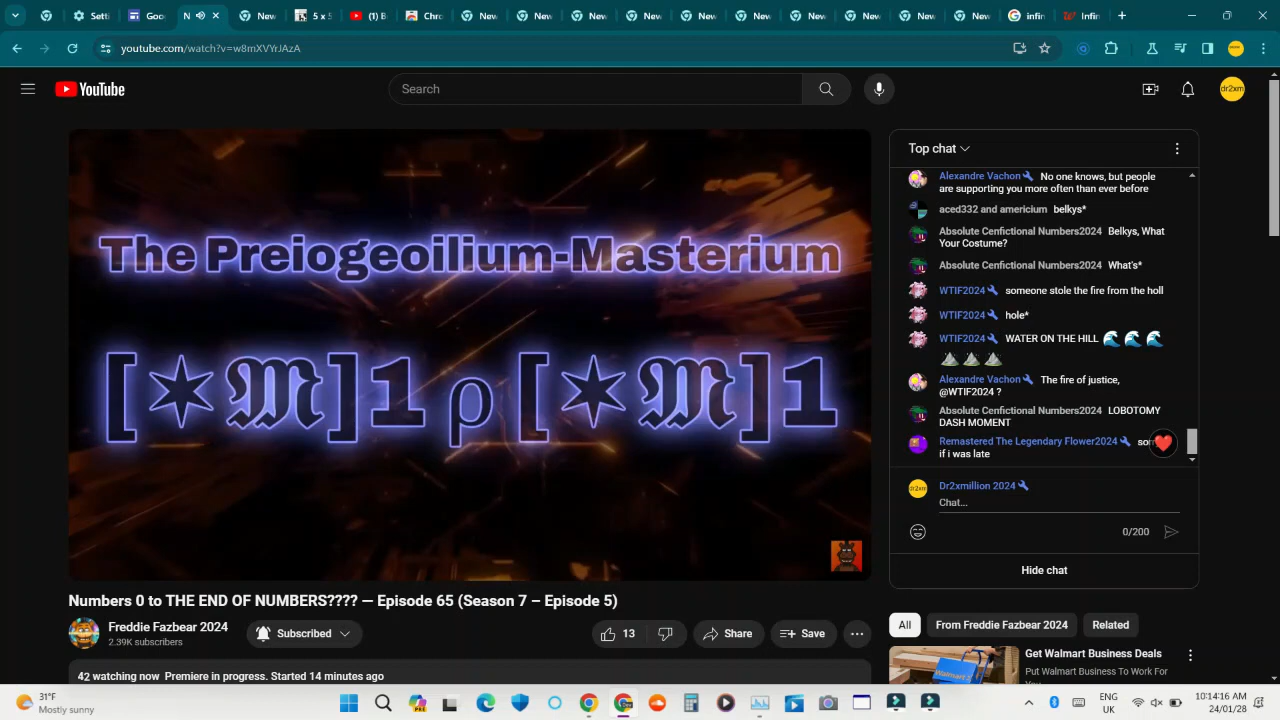 Setti
Goo
N
New
5 x 5
(1) B
Chro
New
New
New
New
New
New
New
New
New
New
infin
Infin
youtube.com/watch?v=w8mXVYrJAzA
YouTube
Search
dr2xm
The Preiogeoilium-Masterium
[✶𝔐]1 ρ [✶𝔐]1
Numbers 0 to THE END OF NUMBERS???? — Episode 65 (Season 7 – Episode 5)
Freddie Fazbear 2024
2.39K subscribers
Subscribed
13
Share
Save
42 watching now Premiere in progress. Started 14 minutes ago
Top chat
Alexandre Vachon No one knows, but people
are supporting you more often than ever before
aced332 and americium belkys*
Absolute Cenfictional Numbers2024 Belkys, What
Your Costume?
Absolute Cenfictional Numbers2024 What's*
WTIF2024 someone stole the fire from the holl
WTIF2024 hole*
WTIF2024 WATER ON THE HILL 🌊 🌊 🌊
⛰️ ⛰️ ⛰️
Alexandre Vachon The fire of justice,
@WTIF2024 ?
Absolute Cenfictional Numbers2024 LOBOTOMY
DASH MOMENT
Remastered The Legendary Flower2024
if i was late
Dr2xmillion 2024
Chat...
0/200
Hide chat
All
From Freddie Fazbear 2024
Related
Get Walmart Business Deals
Put Walmart Business To Work For
31°F
Mostly sunny
ENG
UK
10:14:16 AM
24/01/28